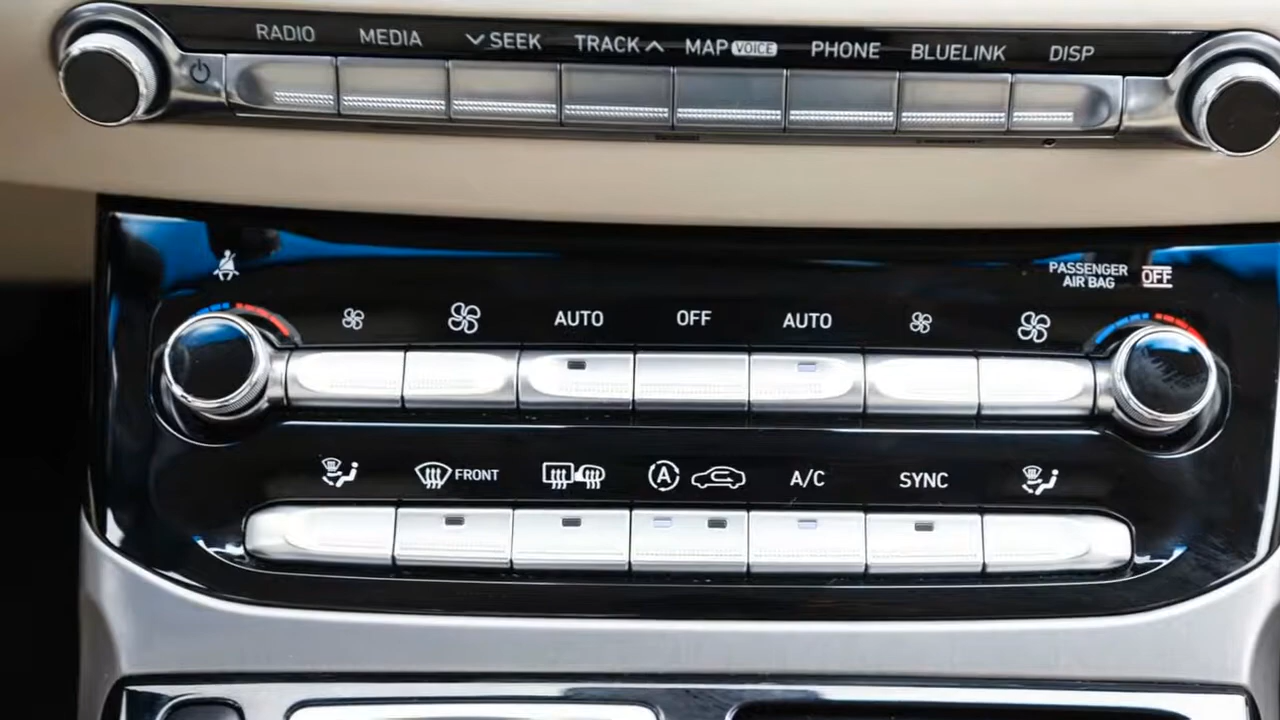 RADIO MEDIA SEEK TRACK MAP VOICE PHONE BLUELINK DISP
PASSENGER
AIR BAG OFF
AUTO OFF AUTO
FRONT A A/C SYNC